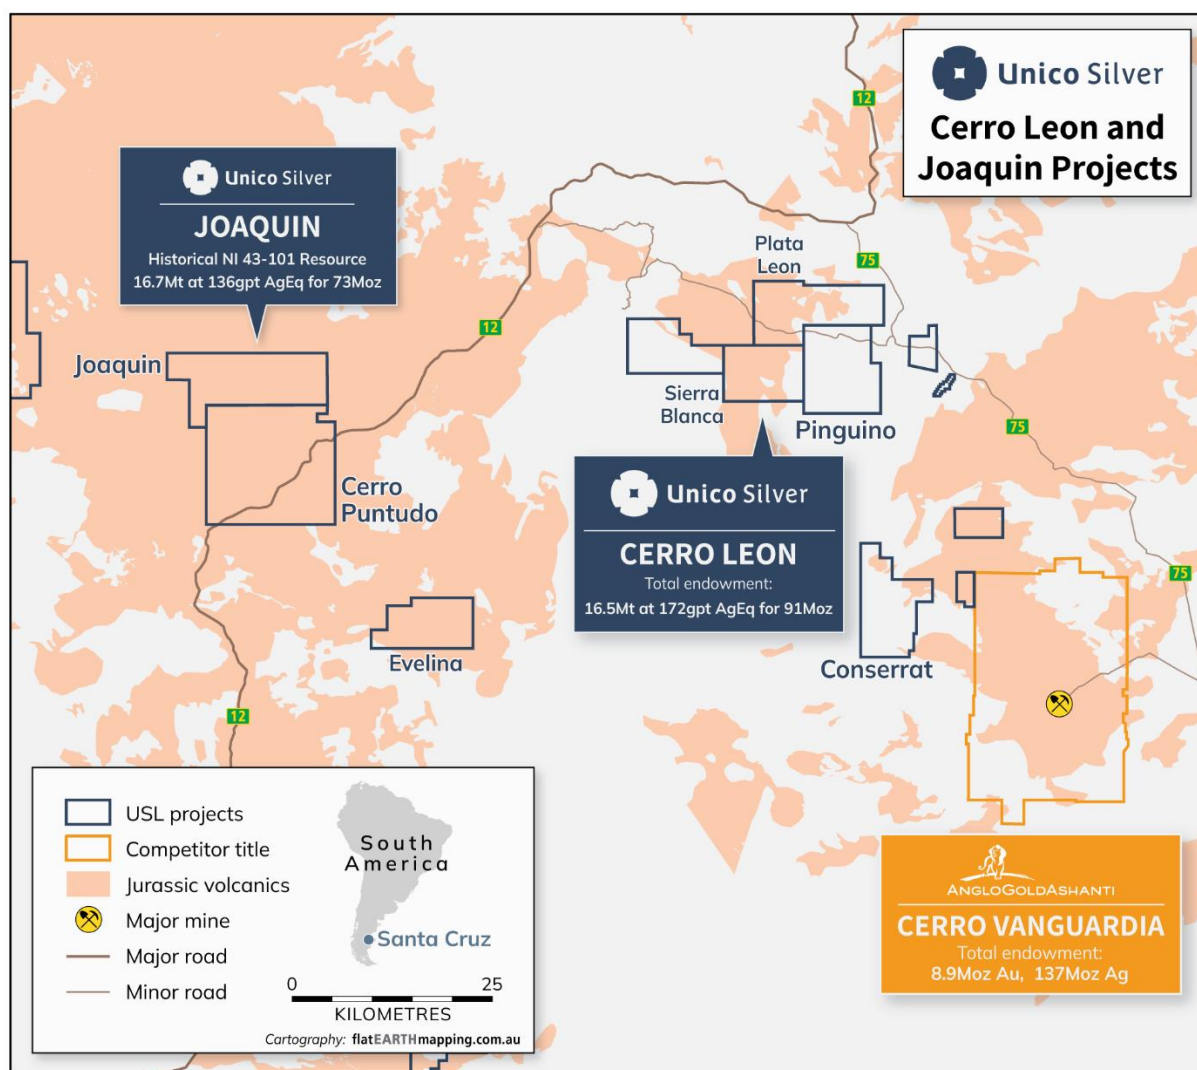 Unico Silver
Cerro Leon and
Joaquin Projects
12
Unico Silver
JOAQUIN
Historical NI 43-101 Resource
16.7Mt at 136gpt AgEq for 73Moz
Plata
Leon
75
12
Joaquin
Sierra
Blanca
Pinguino
75
Cerro
Puntudo
Unico Silver
CERRO LEON
Total endowment:
16.5Mt at 172gpt AgEq for 91Moz
75
Evelina
Conserrat
12
USL projects
Competitor title
Jurassic volcanics
Major mine
Major road
Minor road
South
America
Santa Cruz
0 25
KILOMETRES
Cartography: flatEARTHmapping.com.au
ANGLOGOLDASHANTI
CERRO VANGUARDIA
Total endowment:
8.9Moz Au, 137Moz Ag